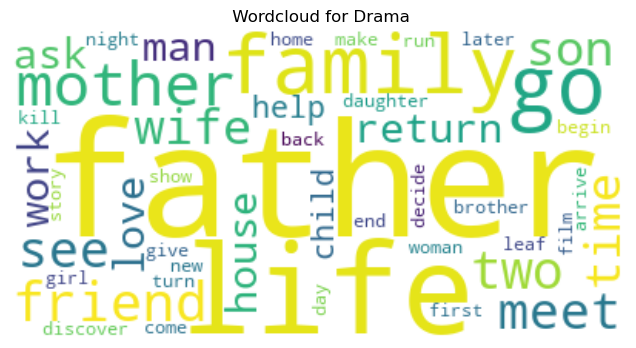 Wordcloud for Drama
night man family home make run later son
ask
mother help daughter go
kill wife return begin
work father back
story show love house child end decide brother arrive
see give life woman leaf film time
new two
girl turn
friend day first meet
discover come